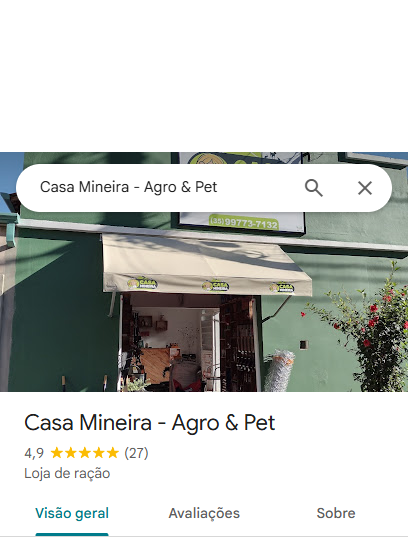 Casa Mineira - Agro & Pet
(35)99773-7132
CASA
CASA
CASA
Casa Mineira - Agro & Pet
4,9 (27)
Loja de ração
Visão geral Avaliações Sobre